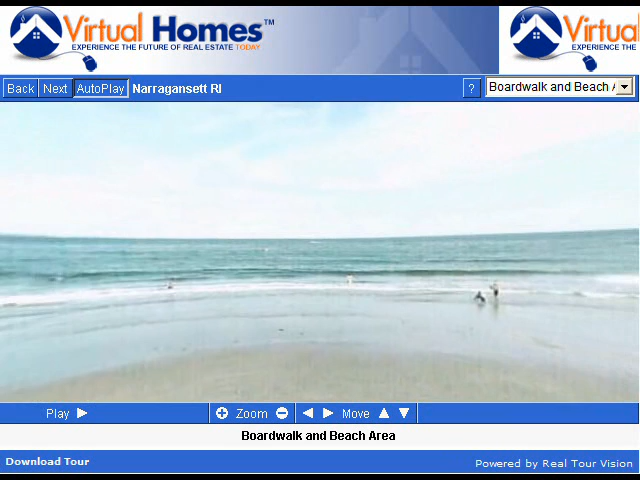 Virtual Homes™
EXPERIENCE THE FUTURE OF REAL ESTATE TODAY
Virtual
EXPERIENCE THE
Back Next AutoPlay Narragansett RI ? Boardwalk and Beach A
Play Zoom Move
Boardwalk and Beach Area
Download Tour Powered by Real Tour Vision